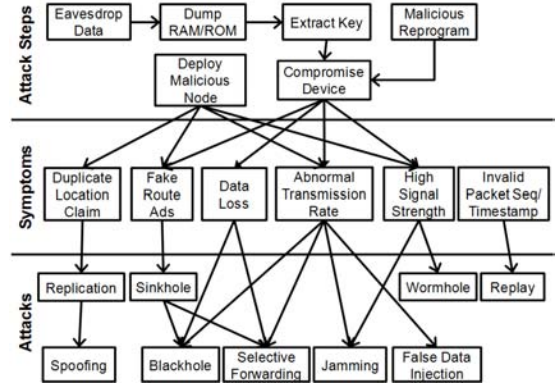 Attack Steps
Eavesdrop
Data
Dump
RAM/ROM
Extract Key
Malicious
Reprogram
Deploy
Malicious
Node
Compromise
Device
Symptoms
Duplicate
Location
Claim
Fake
Route
Ads
Data
Loss
Abnormal
Transmission
Rate
High
Signal
Strength
Invalid
Packet Seq/
Timestamp
Attacks
Replication
Sinkhole
Wormhole
Replay
Spoofing
Blackhole
Selective
Forwarding
Jamming
False Data
Injection